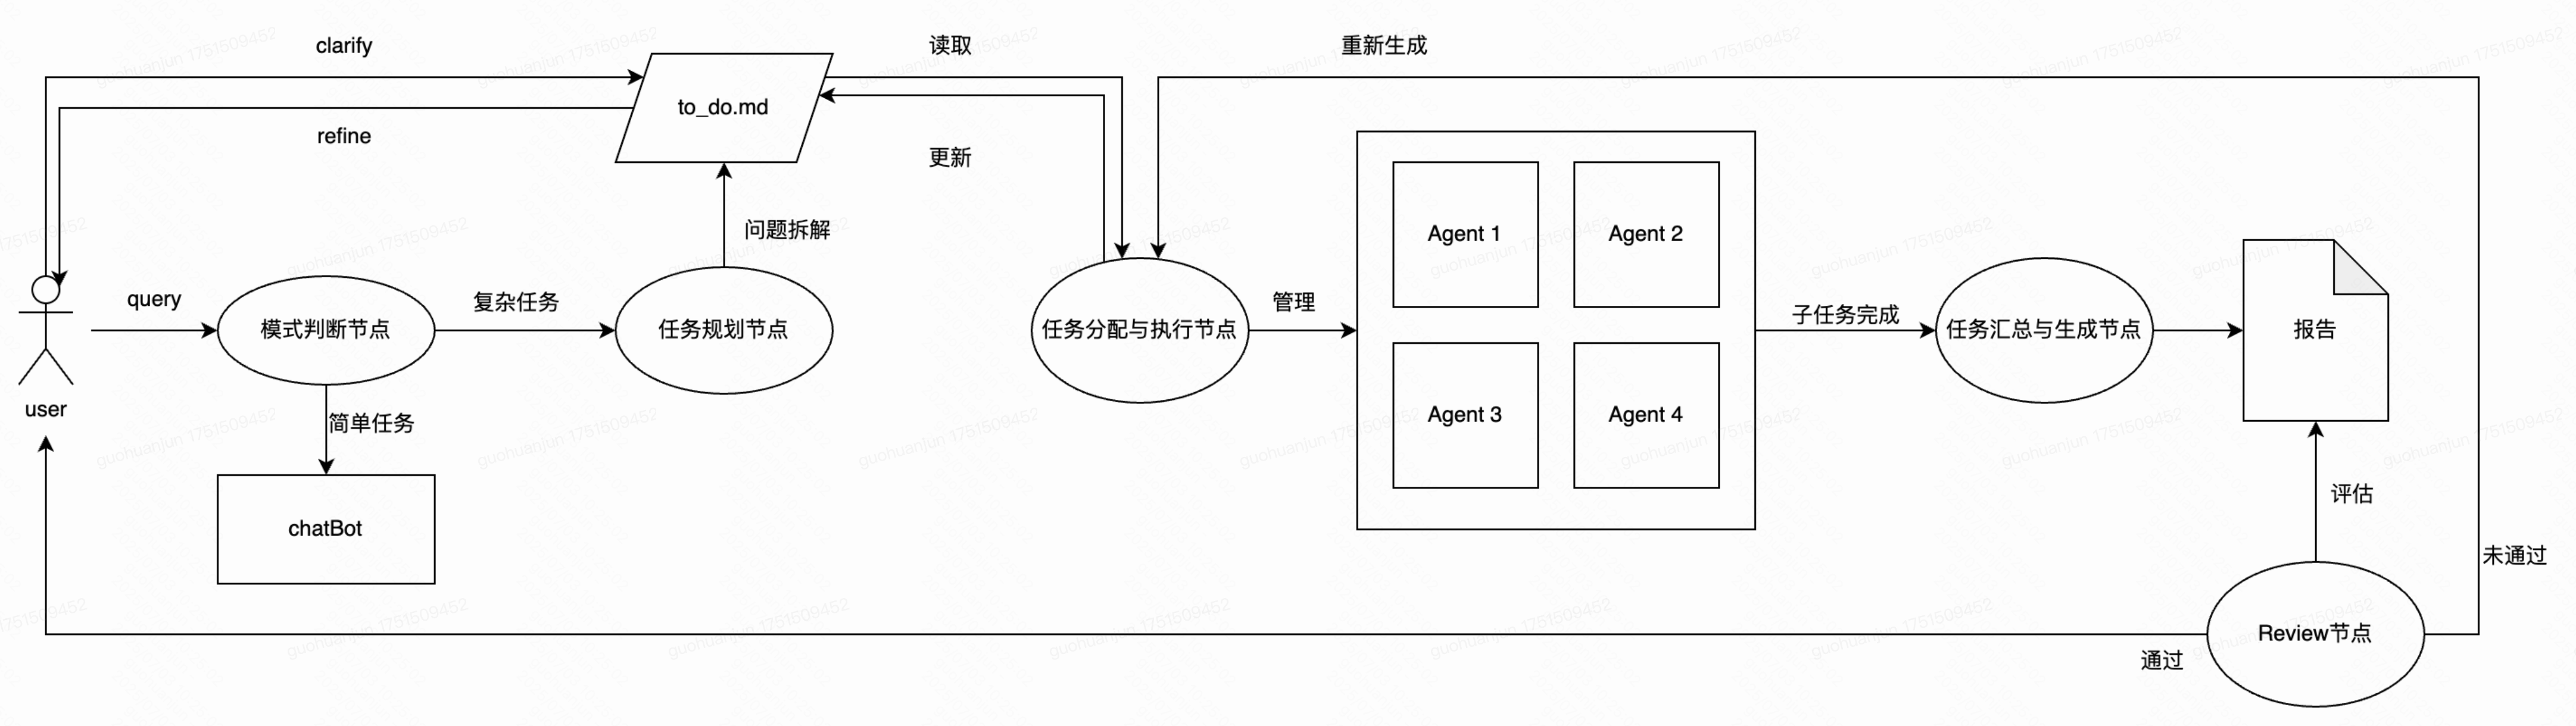 clarify
读取
重新生成
to_do.md
refine
更新
问题拆解
Agent 1
Agent 2
query
复杂任务
管理
子任务完成
模式判断节点
任务规划节点
任务分配与执行节点
任务汇总与生成节点
报告
user
简单任务
Agent 3
Agent 4
评估
chatBot
未通过
Review节点
通过
guohuanjun 1751509452